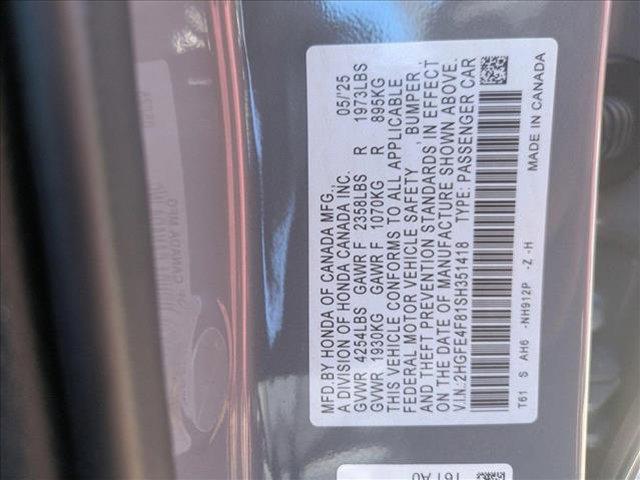 MFD.BY HONDA OF CANADA MFG.,
A DIVISION OF HONDA CANADA INC. 05/'25
GVWR 4254LBS GAWR F 2358LBS R 1973LBS
GVWR 1930KG GAWR F 1070KG R 895KG
THIS VEHICLE CONFORMS TO ALL APPLICABLE
FEDERAL MOTOR VEHICLE SAFETY, BUMPER,
AND THEFT PREVENTION STANDARDS IN EFFECT
ON THE DATE OF MANUFACTURE SHOWN ABOVE.
V.I.N.:2HGFE4F81SH351418 TYPE: PASSENGER CAR
T61 S AH6 -NH912P -Z -H
MADE IN CANADA